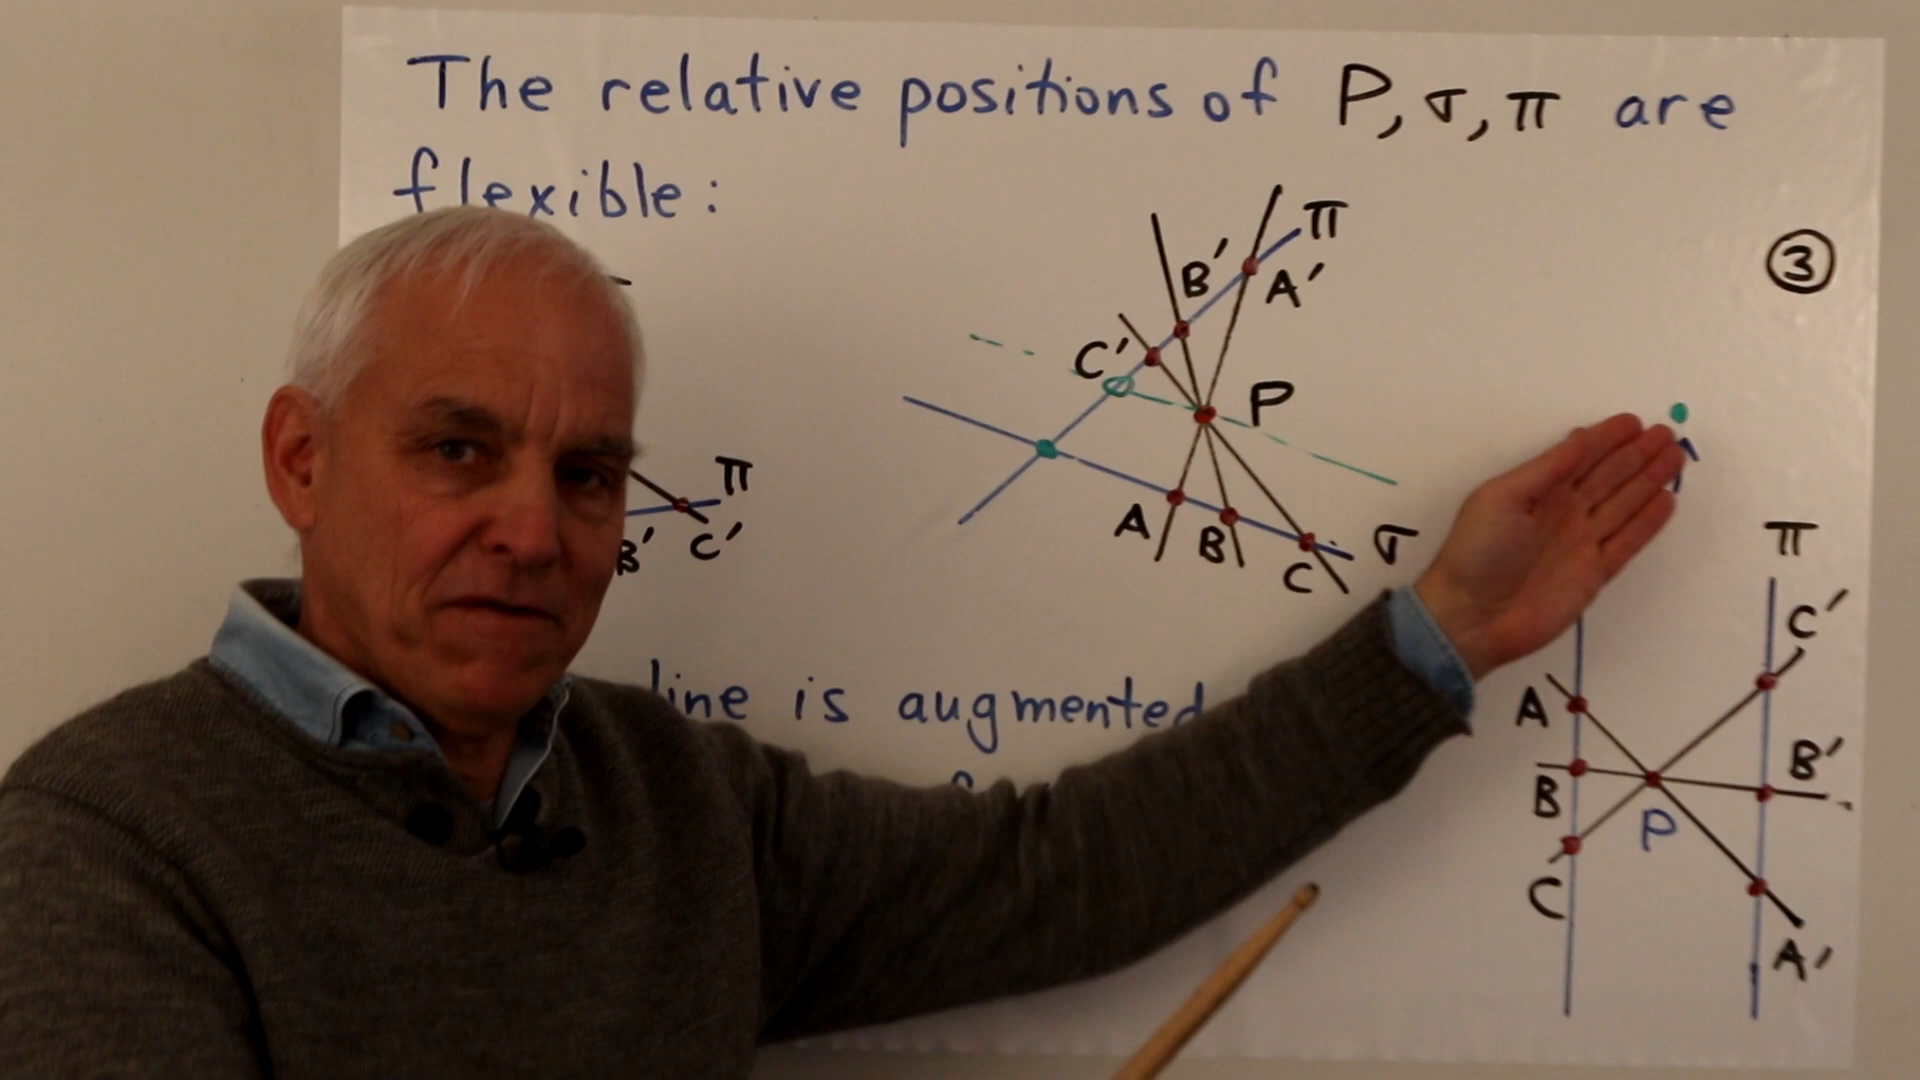 The relative positions of P, σ, π are
flexible:
π
B'
A'
③
C'
P
π
B' C'
A B C σ
π
C'
line is augmented
A
B'
B
P
C
A'